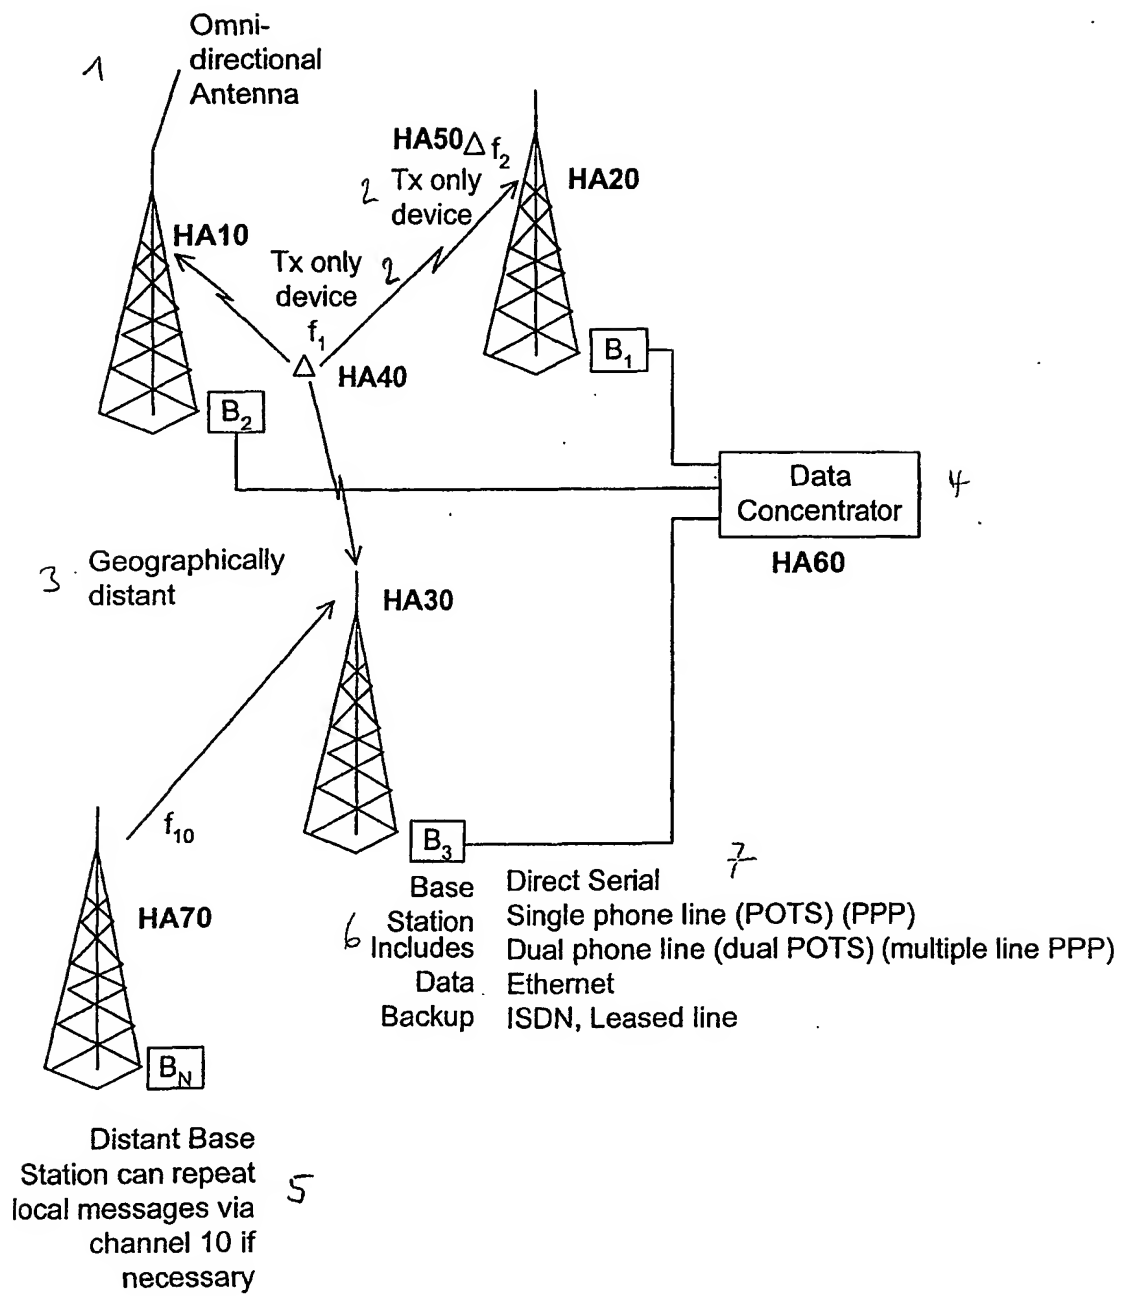 1
Omni-
directional
Antenna
HA50 Δ f₂
2 Tx only
device
HA20
HA10
Tx only 2
device
f₁
Δ HA40
B₁
B₂
Data
Concentrator
4
HA60
3 Geographically
distant
HA30
f₁₀
HA70
B₃
7
Base
Station
6 Includes
Data
Backup
Direct Serial
Single phone line (POTS) (PPP)
Dual phone line (dual POTS) (multiple line PPP)
Ethernet
ISDN, Leased line
B_N
Distant Base
Station can repeat
local messages via
channel 10 if
necessary
5